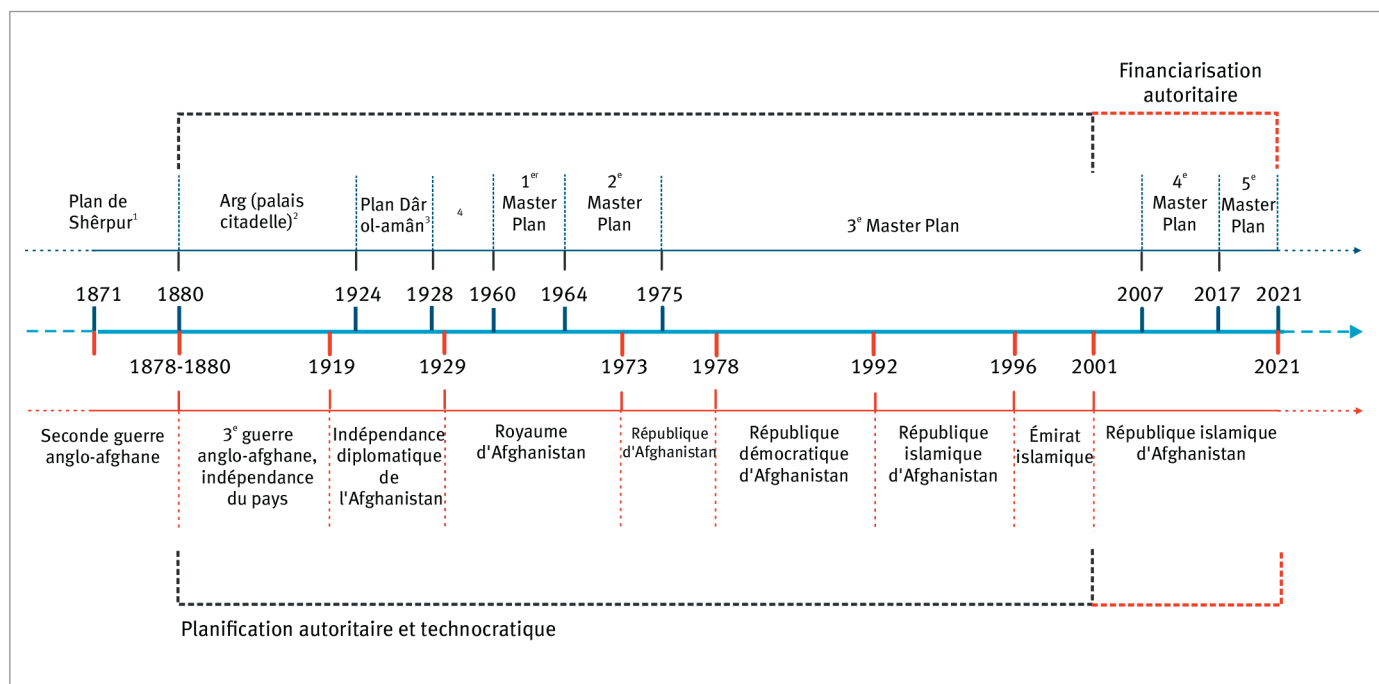 Financiarisation
autoritaire
Plan de
Shêrpur¹
Arg (palais
citadelle)²
Plan Dâr
ol-amân³
4
1er
Master
Plan
2e
Master
Plan
3e Master Plan
4e
Master
Plan
5e
Master
Plan
1871
1880
1924
1928
1960
1964
1975
2007
2017
2021
1878-1880
1919
1929
1973
1978
1992
1996
2001
2021
Seconde guerre
anglo-afghane
3e guerre
anglo-afghane,
indépendance
du pays
Indépendance
diplomatique
de
l'Afghanistan
Royaume
d'Afghanistan
République
d'Afghanistan
République
démocratique
d'Afghanistan
République
islamique
d'Afghanistan
Émirat
islamique
République islamique
d'Afghanistan
Planification autoritaire et technocratique